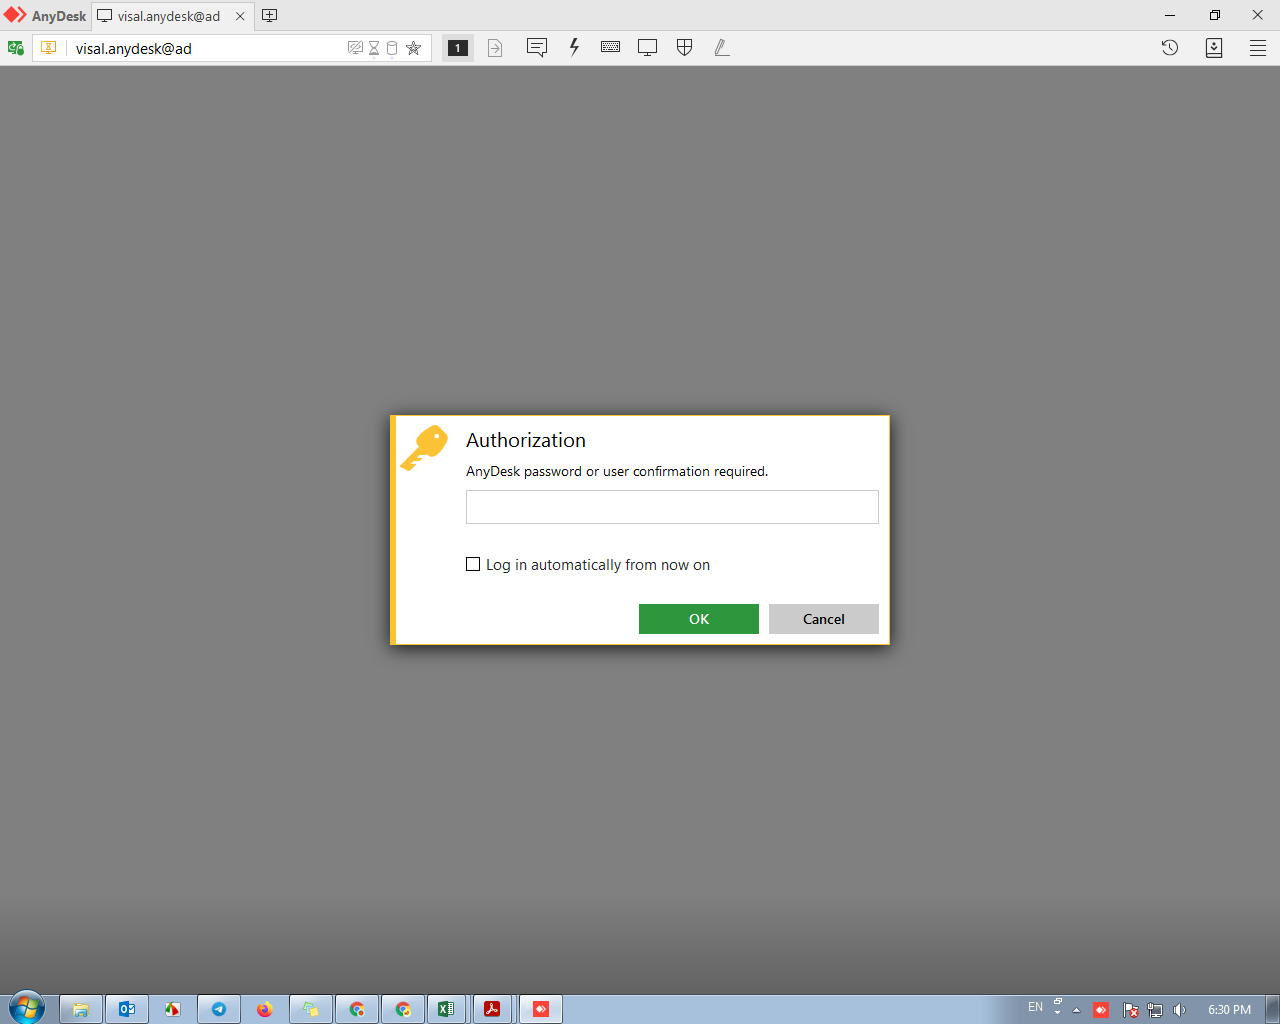 AnyDesk
visal.anydesk@ad
visal.anydesk@ad
1
Authorization
AnyDesk password or user confirmation required.
Log in automatically from now on
OK
Cancel
EN
6:30 PM